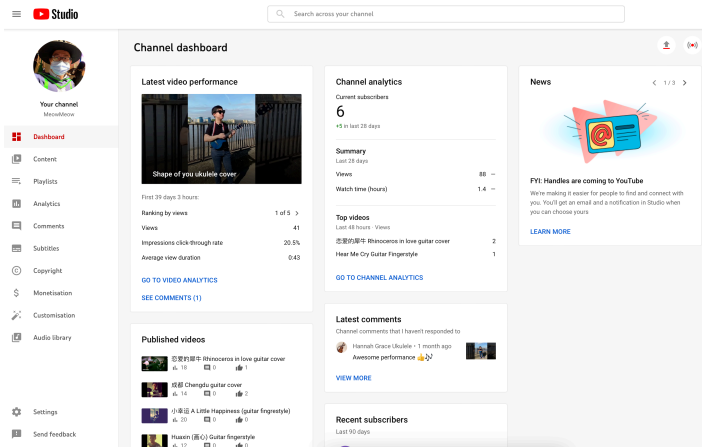 Studio
Search across your channel
Channel dashboard
Your channel
MeowMeow
Dashboard
Content
Playlists
Analytics
Comments
Subtitles
Copyright
Monetisation
Customisation
Audio library
Settings
Send feedback
Latest video performance
Shape of you ukulele cover
First 39 days 3 hours:
Ranking by views 1 of 5
Views 41
Impressions click-through rate 20.5%
Average view duration 0:43
GO TO VIDEO ANALYTICS
SEE COMMENTS (1)
Published videos
恋爱的犀牛 Rhinoceros in love guitar cover
18 0 1
成都 Chengdu guitar cover
14 0 2
小幸运 A Little Happiness (guitar fingrestyle)
20 0 0
Huaxin (画心) Guitar fingerstyle
12 0 0
Channel analytics
Current subscribers
6
+5 in last 28 days
Summary
Last 28 days
Views 88 —
Watch time (hours) 1.4 —
Top videos
Last 48 hours · Views
恋爱的犀牛 Rhinoceros in love guitar cover 2
Hear Me Cry Guitar Fingerstyle 1
GO TO CHANNEL ANALYTICS
Latest comments
Channel comments that I haven't responded to
Hannah Grace Ukulele • 1 month ago
Awesome performance 👍🎶
VIEW MORE
Recent subscribers
Last 90 days
News
1 / 3
FYI: Handles are coming to YouTube
We're making it easier for people to find and connect with
you. You'll get an email and a notification in Studio when
you can choose yours
LEARN MORE